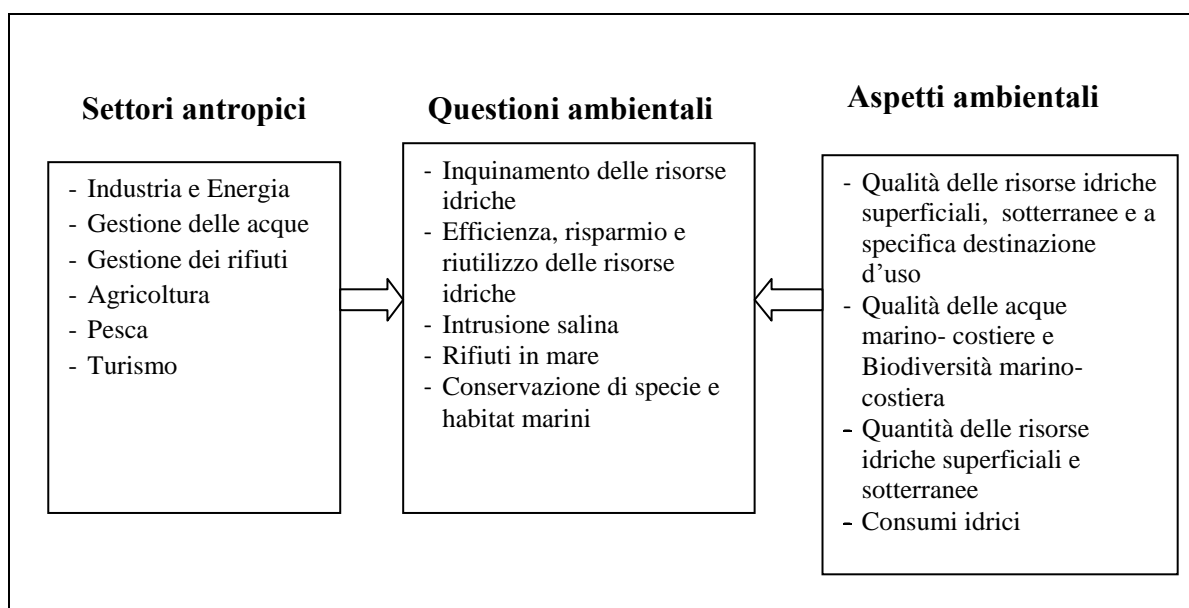 Settori antropici
- Industria e Energia
- Gestione delle acque
- Gestione dei rifiuti
- Agricoltura
- Pesca
- Turismo
Questioni ambientali
- Inquinamento delle risorse
idriche
- Efficienza, risparmio e
riutilizzo delle risorse
idriche
- Intrusione salina
- Rifiuti in mare
- Conservazione di specie e
habitat marini
Aspetti ambientali
- Qualità delle risorse idriche
superficiali, sotterranee e a
specifica destinazione
d’uso
- Qualità delle acque
marino- costiere e
Biodiversità marino-
costiera
- Quantità delle risorse
idriche superficiali e
sotterranee
- Consumi idrici